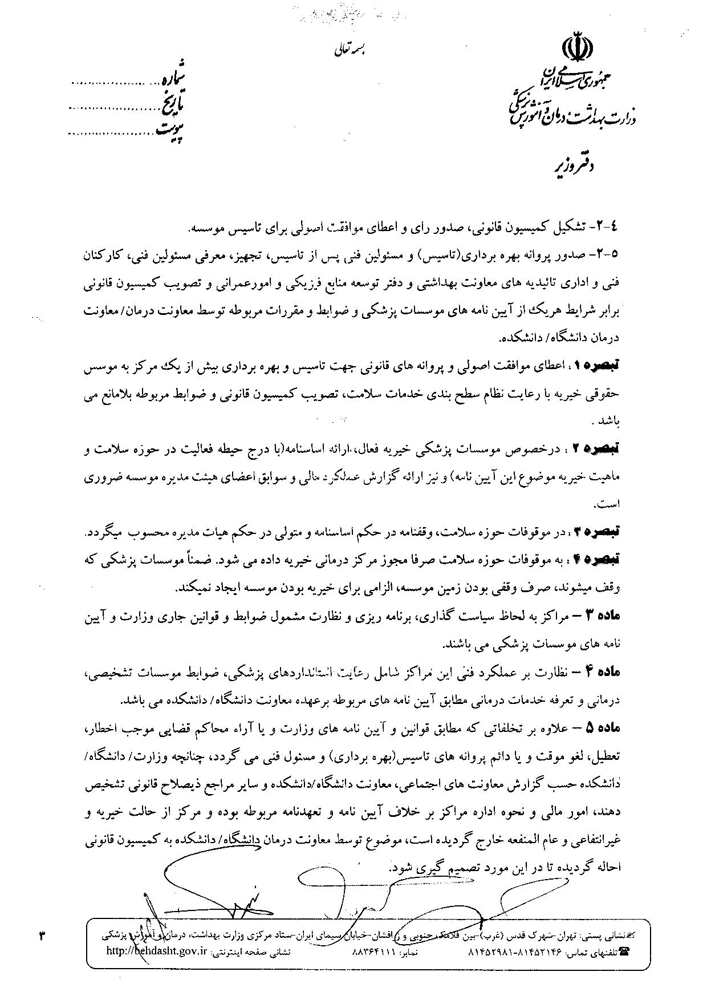 بسمه تعالی
جمهوری اسلامی ایران
وزارت بهداشت، درمان و آموزش پزشکی
دفتر وزیر
شماره ....................
تاریخ ....................
پیوست ....................
۲-۴- تشکیل کمیسیون قانونی، صدور رای و اعطای موافقت اصولی برای تاسیس موسسه.
۲-۵- صدور پروانه بهره برداری(تاسیس) و مسئولین فنی پس از تاسیس، تجهیز، معرفی مسئولین فنی، کارکنان
فنی و اداری تائیدیه های معاونت بهداشتی و دفتر توسعه منابع فیزیکی و امورعمرانی و تصویب کمیسیون قانونی
برابر شرایط هریک از آیین نامه های موسسات پزشکی و ضوابط و مقررات مربوطه توسط معاونت درمان/ معاونت
درمان دانشگاه/ دانشکده.
تبصره ۱: اعطای موافقت اصولی و پروانه های قانونی جهت تاسیس و بهره برداری بیش از یک مرکز به موسس
حقوقی خیریه با رعایت نظام سطح بندی خدمات سلامت، تصویب کمیسیون قانونی و ضوابط مربوطه بلامانع می
باشد .
تبصره ۲ : درخصوص موسسات پزشکی خیریه فعال، ارائه اساسنامه(با درج حیطه فعالیت در حوزه سلامت و
ماهیت خیریه موضوع این آیین نامه) و نیز ارائه گزارش عملکرد مالی و سوابق اعضای هیئت مدیره موسسه ضروری
است.
تبصره ۳: در موقوفات حوزه سلامت، وقفنامه در حکم اساسنامه و متولی در حکم هیات مدیره محسوب میگردد.
تبصره ۴ : به موقوفات حوزه سلامت صرفا مجوز مرکز درمانی خیریه داده می شود. ضمناً موسسات پزشکی که
وقف میشوند، صرف وقفی بودن زمین موسسه، الزامی برای خیریه بودن موسسه ایجاد نمیکند.
ماده ۳ – مراکز به لحاظ سیاست گذاری، برنامه ریزی و نظارت مشمول ضوابط و قوانین جاری وزارت و آیین
نامه های موسسات پزشکی می باشند.
ماده ۴ – نظارت بر عملکرد فنی این مراکز شامل رعایت استانداردهای پزشکی، ضوابط موسسات تشخیصی،
درمانی و تعرفه خدمات درمانی مطابق آیین نامه های مربوطه برعهده معاونت دانشگاه/ دانشکده می باشد.
ماده ۵ – علاوه بر تخلفاتی که مطابق قوانین و آیین نامه های وزارت و یا آراء محاکم قضایی موجب اخطار،
تعطیل، لغو موقت و یا دائم پروانه های تاسیس(بهره برداری) و مسئول فنی می گردد، چنانچه وزارت/ دانشگاه/
دانشکده حسب گزارش معاونت های اجتماعی، معاونت دانشگاه/دانشکده و سایر مراجع ذیصلاح قانونی تشخیص
دهند، امور مالی و نحوه اداره مراکز بر خلاف آیین نامه و تعهدنامه مربوطه بوده و مرکز از حالت خیریه و
غیرانتفاعی و عام المنفعه خارج گردیده است، موضوع توسط معاونت درمان دانشگاه/ دانشکده به کمیسیون قانونی
احاله گردیده تا در این مورد تصمیم گیری شود.
نشانی پستی: تهران-شهرک قدس (غرب)-بین فلامک جنوبی و زرافشان-خیابان سیمای ایران-ستاد مرکزی وزارت بهداشت، درمان و آموزش پزشکی
تلفنهای تماس: ۸۱۴۵۲۱۴۶-۸۱۴۵۲۹۸۱ نمابر: ۸۸۳۶۴۱۱۱ نشانی صفحه اینترنتی: http://behdasht.gov.ir
۳